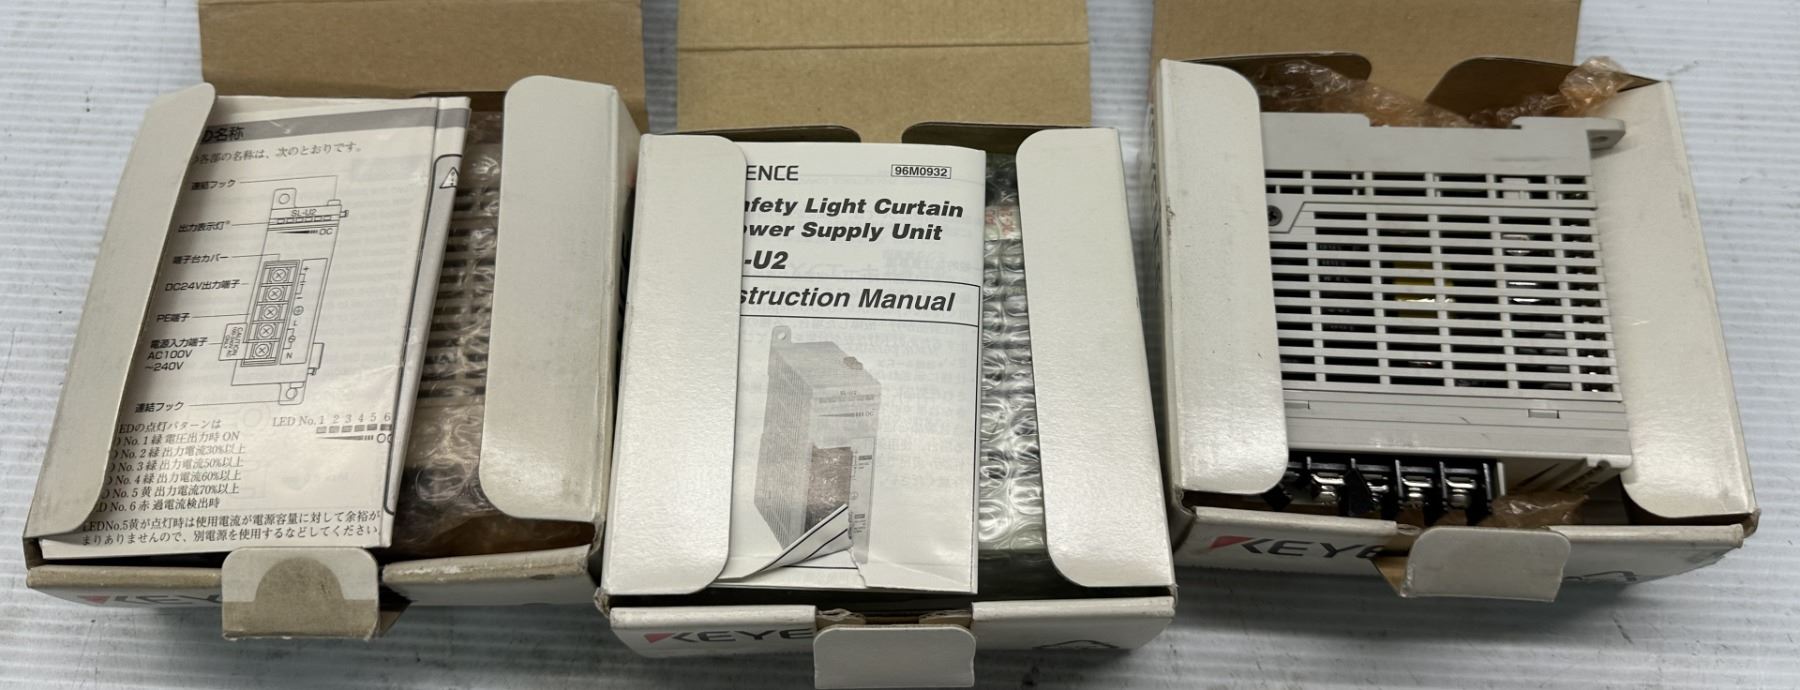 の名称
各部の名称は、次のとおりです。
連結フック
SL-U2
出力表示灯*
DC
端子台カバー
DC24V出力端子
PE端子
L
電源入力端子
AC100V
~240V
N
CAUTION
連結フック
LED No. 1 2 3 4 5 6
EDの点灯パターンは
DC
D No. 1 緑 電圧出力時 ON
D No. 2 緑 出力電流30%以上
D No. 3 緑 出力電流50%以上
D No. 4 緑 出力電流60%以上
D No. 5 黄 出力電流70%以上
D No. 6 赤 過電流検出時
LEDNo.5黄が点灯時は使用電流が電源容量に対して余裕が
まりありませんので、別電源を使用するなどしてください
KEY
ENCE
96M0932
afety Light Curtain
ower Supply Unit
-U2
struction Manual
DC
KEYE
KEYE